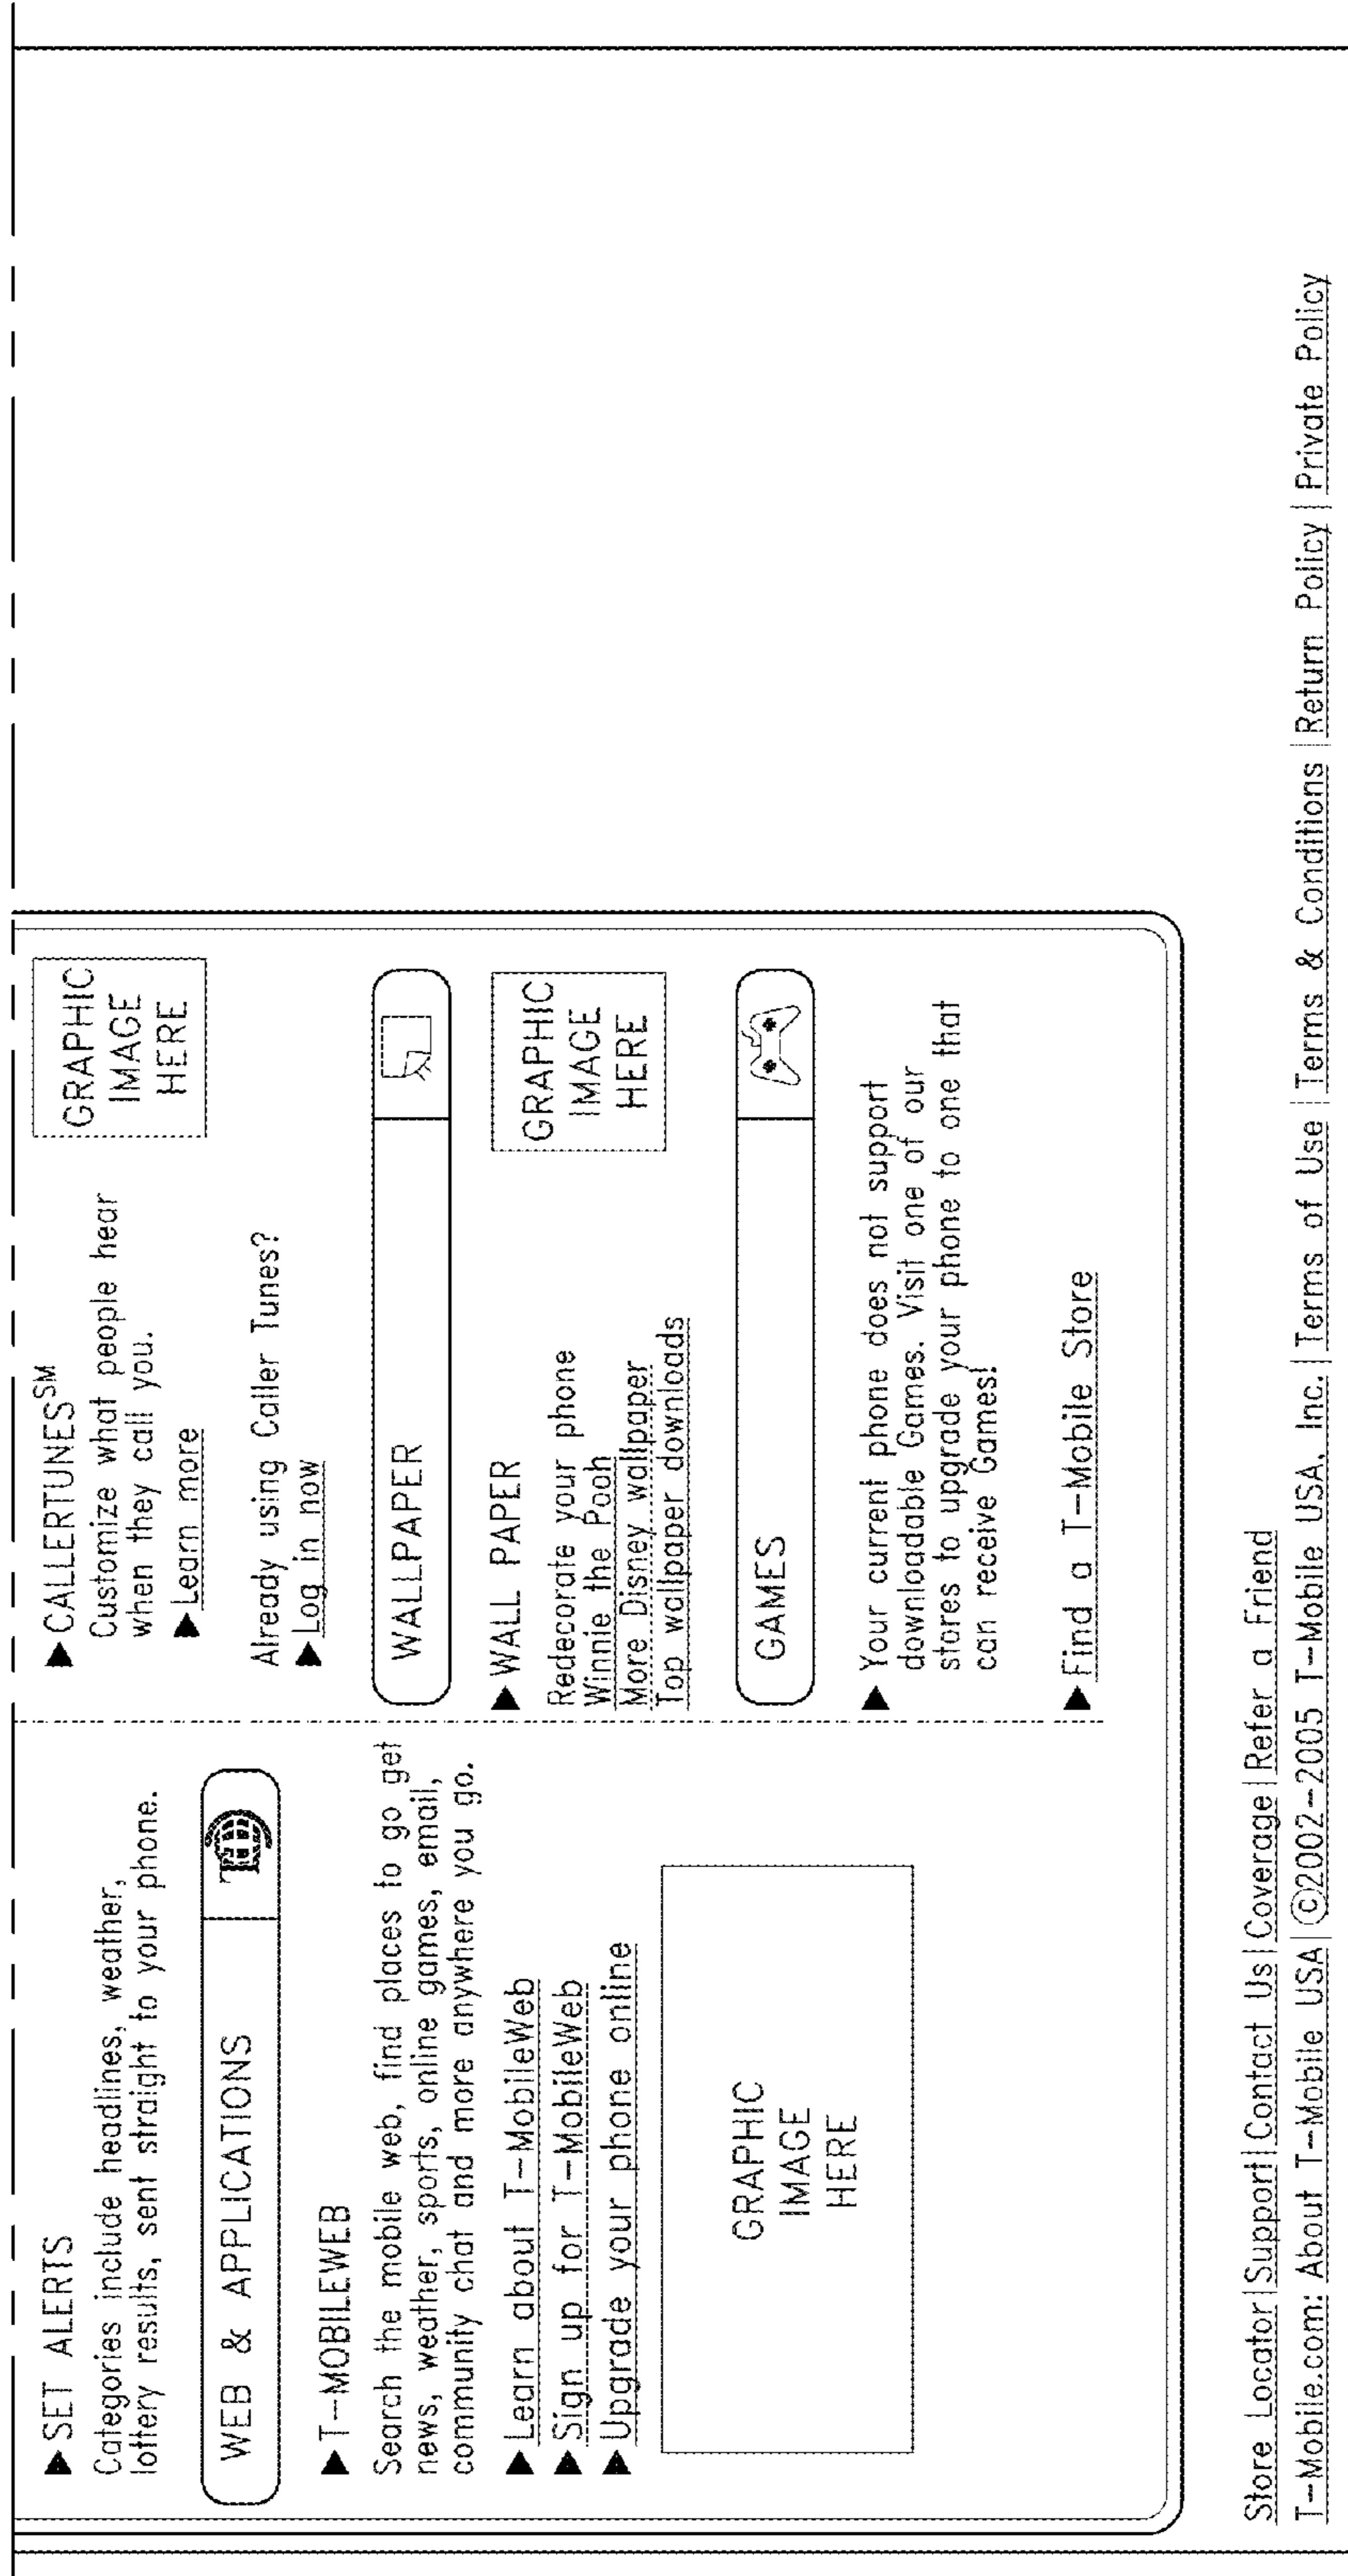 ▶ SET ALERTS
Categories include headlines, weather,
lottery results, sent straight to your phone.
WEB & APPLICATIONS
▶ T-MOBILEWEB
Search the mobile web, find places to go get
news, weather, sports, online games, email,
community chat and more anywhere you go.
▶ Learn about T-MobileWeb
▶ Sign up for T-MobileWeb
▶ Upgrade your phone online
GRAPHIC
IMAGE
HERE
▶ CALLERTUNES SM
Customize what people hear
when they call you.
▶ Learn more
Already using Caller Tunes?
▶ Log in now
GRAPHIC
IMAGE
HERE
WALLPAPER
▶ WALL PAPER
Redecorate your phone
Winnie the Pooh
More Disney wallpaper
Top wallpaper downloads
GRAPHIC
IMAGE
HERE
GAMES
▶ Your current phone does not support
downloadable Games. Visit one of our
stores to upgrade your phone to one that
can receive Games!
▶ Find a T-Mobile Store
Store Locator | Support | Contact Us | Coverage | Refer a Friend
T-Mobile.com: About T-Mobile USA | ©2002-2005 T-Mobile USA, Inc. | Terms of Use | Terms & Conditions | Return Policy | Private Policy